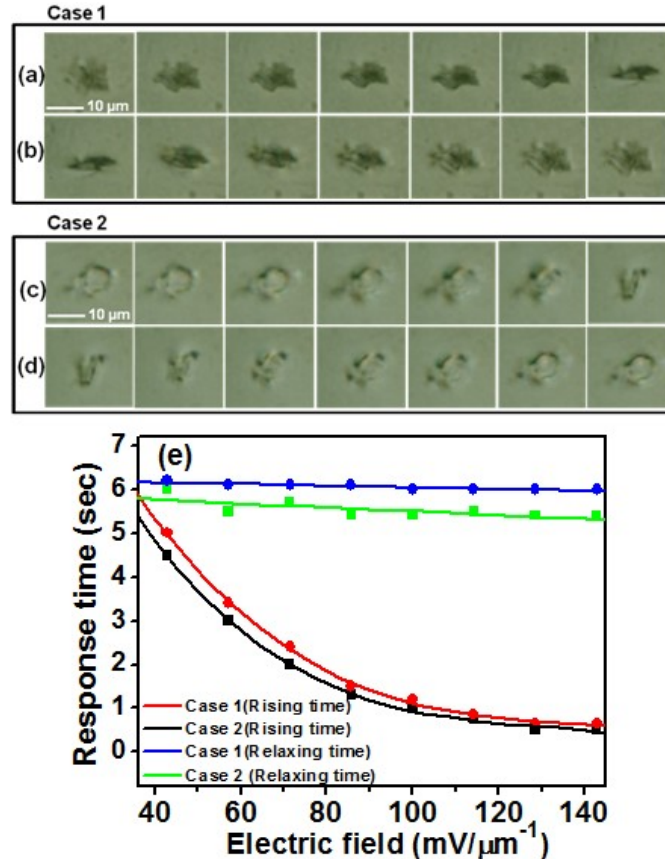 Case 1
(a)
10 µm
(b)
Case 2
(c)
10 µm
(d)
(e)
7
6
5
4
3
2
1
0
Response time (sec)
Case 1(Rising time)
Case 2(Rising time)
Case 1(Relaxing time)
Case 2 (Relaxing time)
40 60 80 100 120 140
Electric field (mV/µm⁻¹)